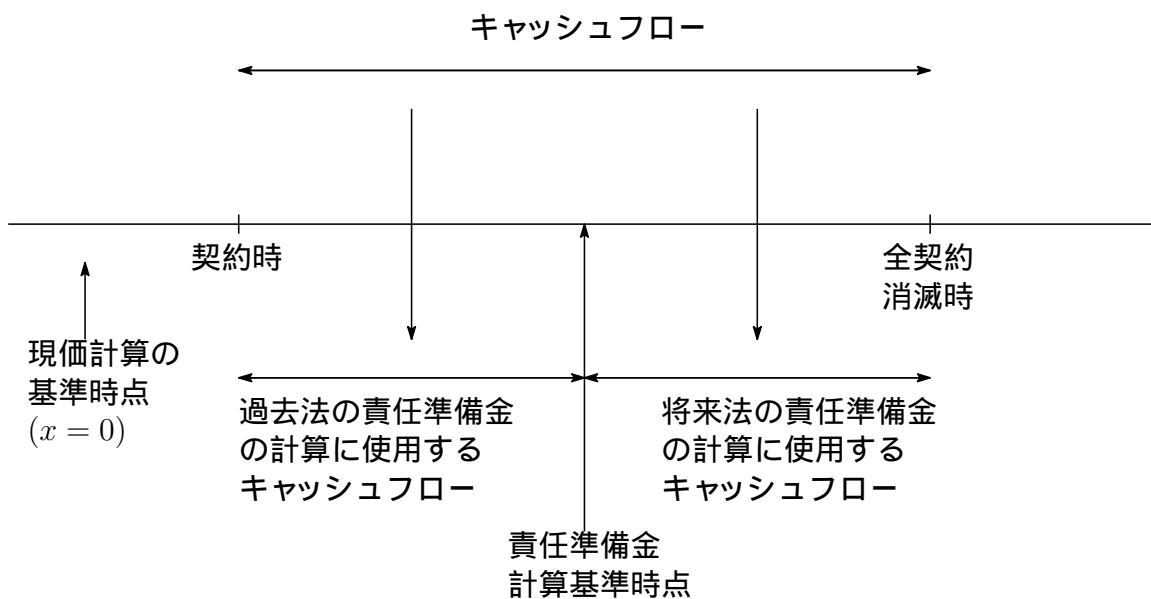 キャッシュフロー
契約時
全契約
消滅時
現価計算の
基準時点
(x = 0)
過去法の責任準備金
の計算に使用する
キャッシュフロー
将来法の責任準備金
の計算に使用する
キャッシュフロー
責任準備金
計算基準時点